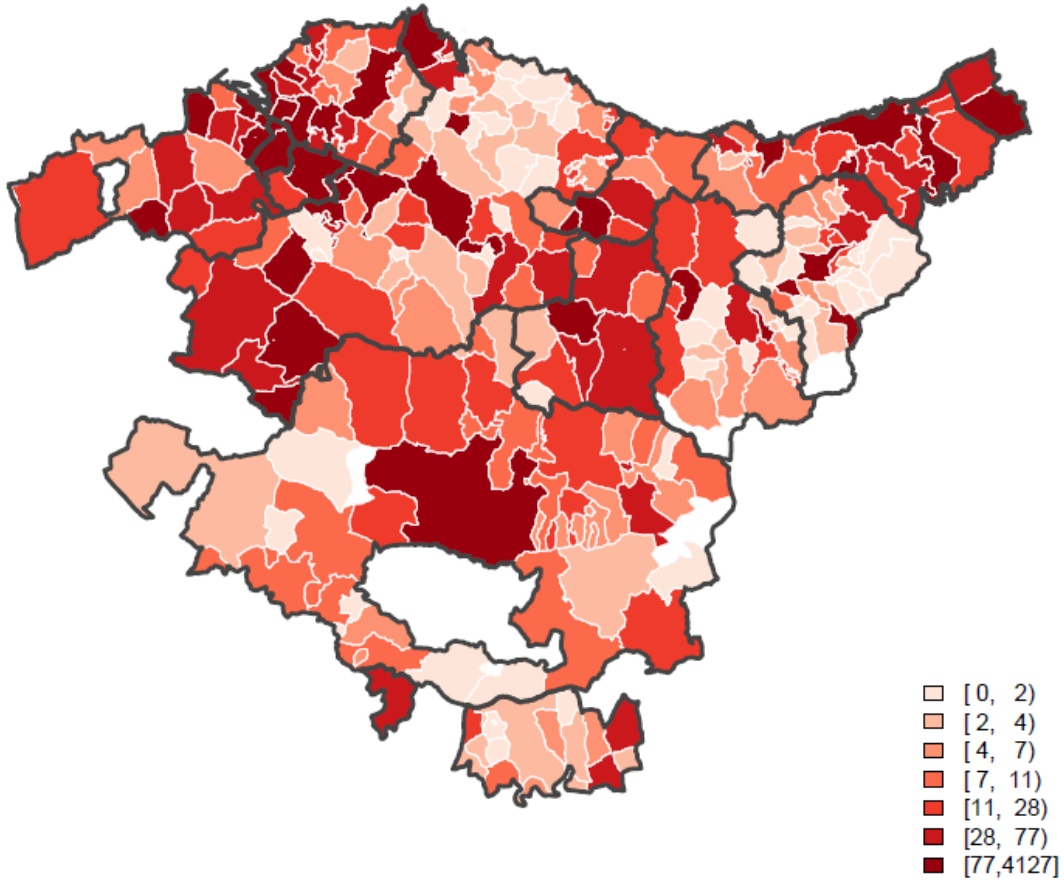 [ 0, 2)
[ 2, 4)
[ 4, 7)
[ 7, 11)
[11, 28)
[28, 77)
[77,4127]